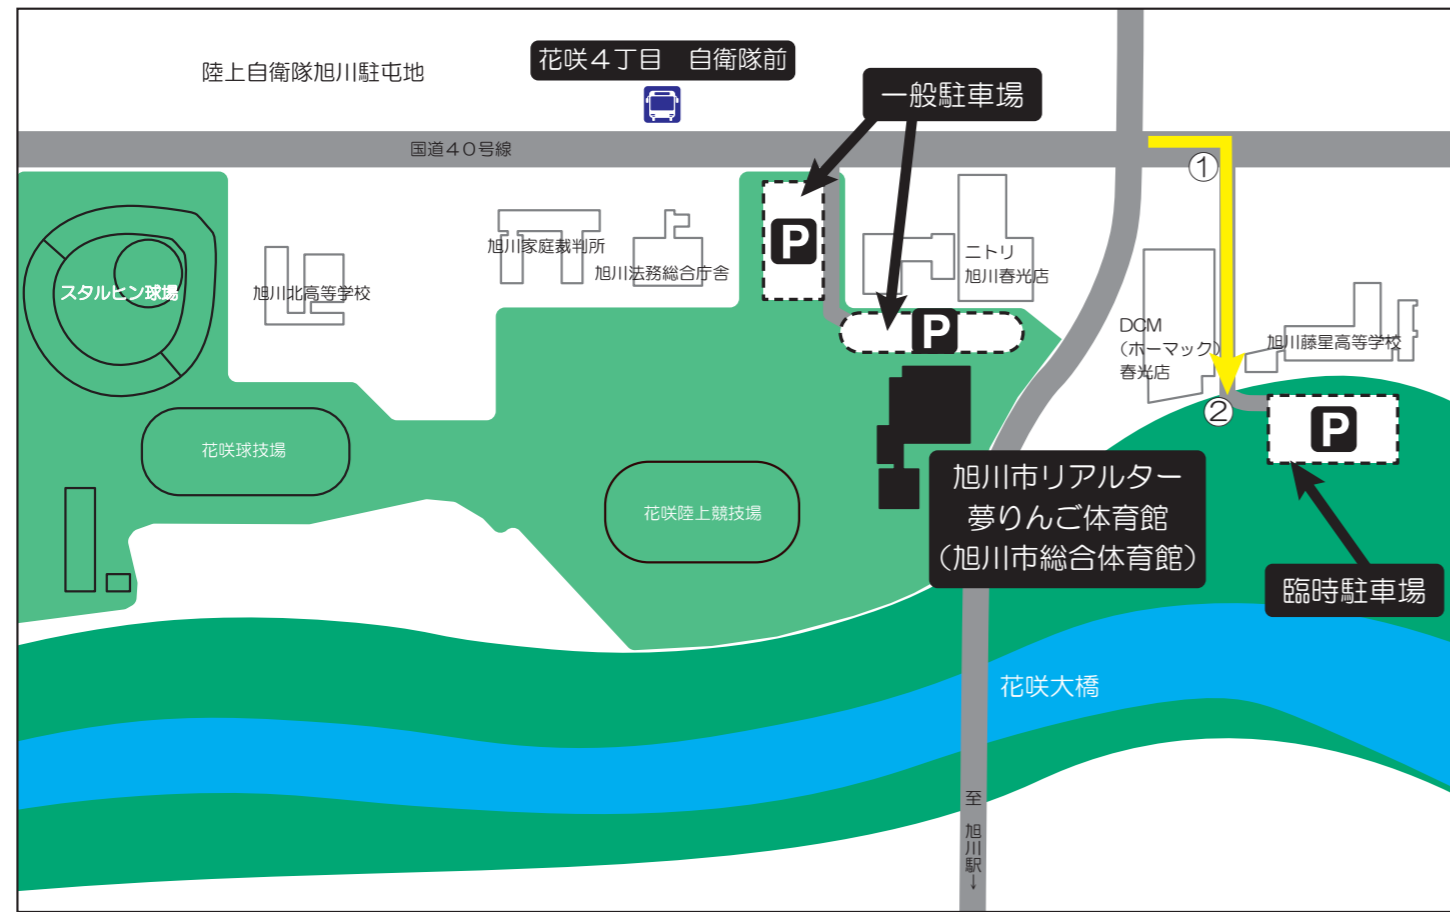 陸上自衛隊旭川駐屯地
花咲４丁目　自衛隊前
一般駐車場
国道４０号線
①
旭川家庭裁判所
旭川法務総合庁舎
P
ニトリ
旭川春光店
スタルヒン球場
旭川北高等学校
P
DCM
（ホーマック）
春光店
旭川藤星高等学校
②
P
花咲球技場
花咲陸上競技場
旭川市リアルター
夢りんご体育館
（旭川市総合体育館）
臨時駐車場
花咲大橋
至　旭川駅→